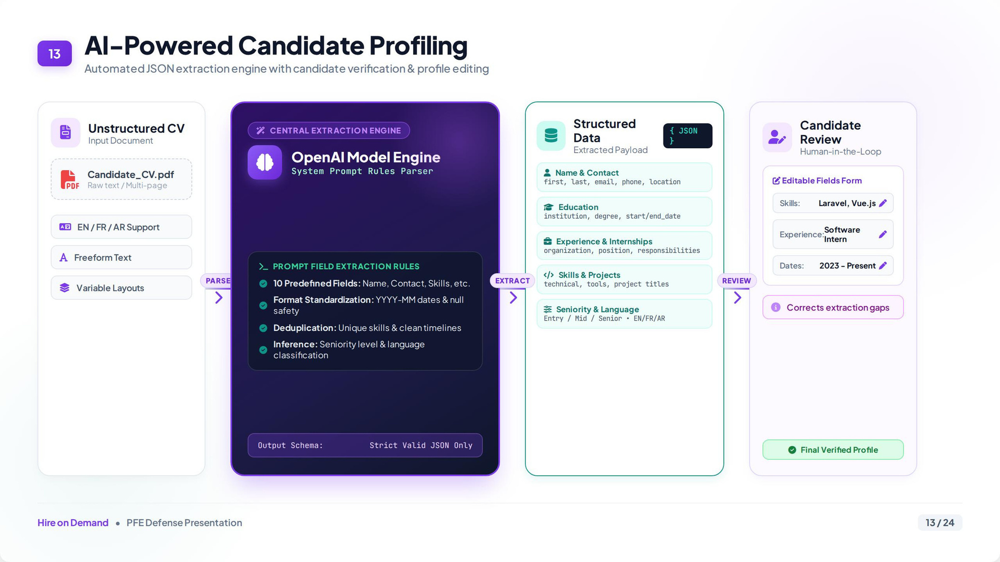 13
AI-Powered Candidate Profiling
Automated JSON extraction engine with candidate verification & profile editing
Unstructured CV
Input Document
PDF
Candidate_CV.pdf
Raw text / Multi-page
EN / FR / AR Support
Freeform Text
Variable Layouts
PARSE
CENTRAL EXTRACTION ENGINE
OpenAI Model Engine
System Prompt Rules Parser
PROMPT FIELD EXTRACTION RULES
10 Predefined Fields: Name, Contact, Skills, etc.
Format Standardization: YYYY-MM dates & null
safety
Deduplication: Unique skills & clean timelines
Inference: Seniority level & language
classification
Output Schema: Strict Valid JSON Only
EXTRACT
Structured
Data
Extracted Payload
{ JSON
}
Name & Contact
first, last, email, phone, location
Education
institution, degree, start/end_date
Experience & Internships
organization, position, responsibilities
Skills & Projects
technical, tools, project titles
Seniority & Language
Entry / Mid / Senior • EN/FR/AR
REVIEW
Candidate
Review
Human-in-the-Loop
Editable Fields Form
Skills: Laravel, Vue.js
Experience: Software
Intern
Dates: 2023 - Present
Corrects extraction gaps
Final Verified Profile
Hire on Demand • PFE Defense Presentation
13 / 24